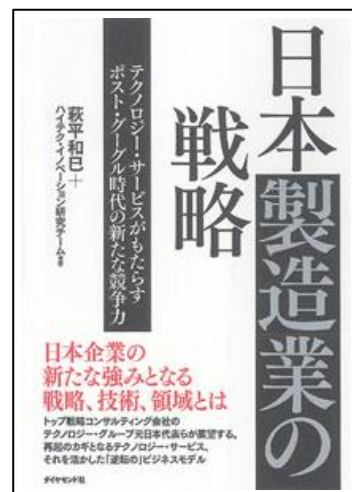 日本製造業の
戦略
テクノロジー・サービスがもたらす
ポスト・グーグル時代の新たな競争力
萩平和巳+
ハイテク・イノベーション研究チーム
日本企業の
新たな強みとなる
戦略、技術、領域とは
トップ戦略コンサルティング会社の
テクノロジー・グループ元日本代表らが展望する、
再起のカギとなるテクノロジー・サービス、
それを活かした「逆転の」ビジネスモデル
ダイヤモンド社